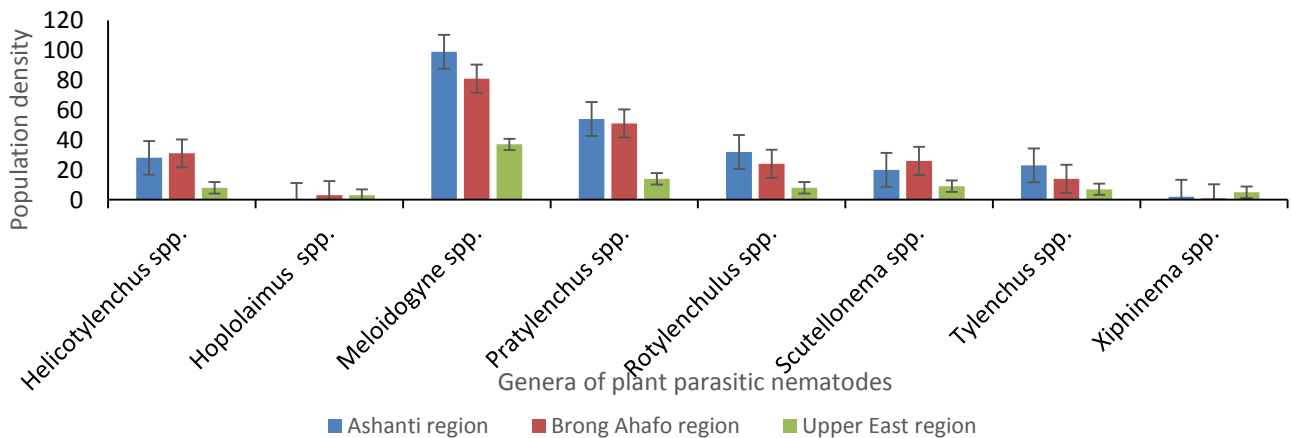 Population density
120
100
80
60
40
20
0
Helicotylenchus spp.
Hoplolaimus  spp.
Meloidogyne spp.
Pratylenchus spp.
Rotylenchulus spp.
Scutellonema spp.
Tylenchus spp.
Xiphinema spp.
Genera of plant parasitic nematodes
Ashanti region
Brong Ahafo region
Upper East region